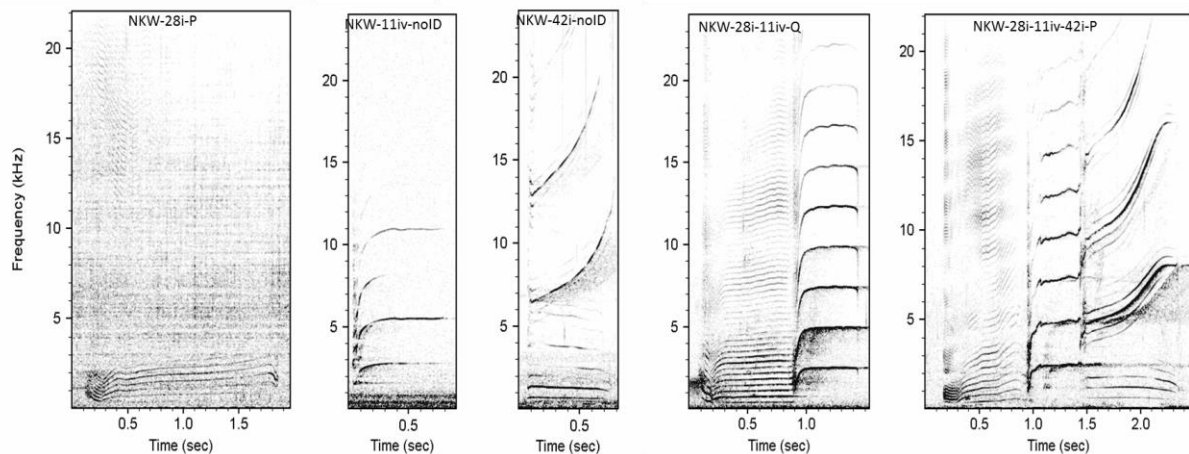 NKW-28i-P
NKW-11iv-noID
NKW-42i-noID
NKW-28i-11iv-Q
NKW-28i-11iv-42i-P
Frequency (kHz)
20
15
10
5
0.5 1.0 1.5
Time (sec)
20
15
10
5
0.5
Time (sec)
20
15
10
5
0.5
Time (sec)
20
15
10
5
0.5 1.0
Time (sec)
20
15
10
5
0.5 1.0 1.5 2.0
Time (sec)